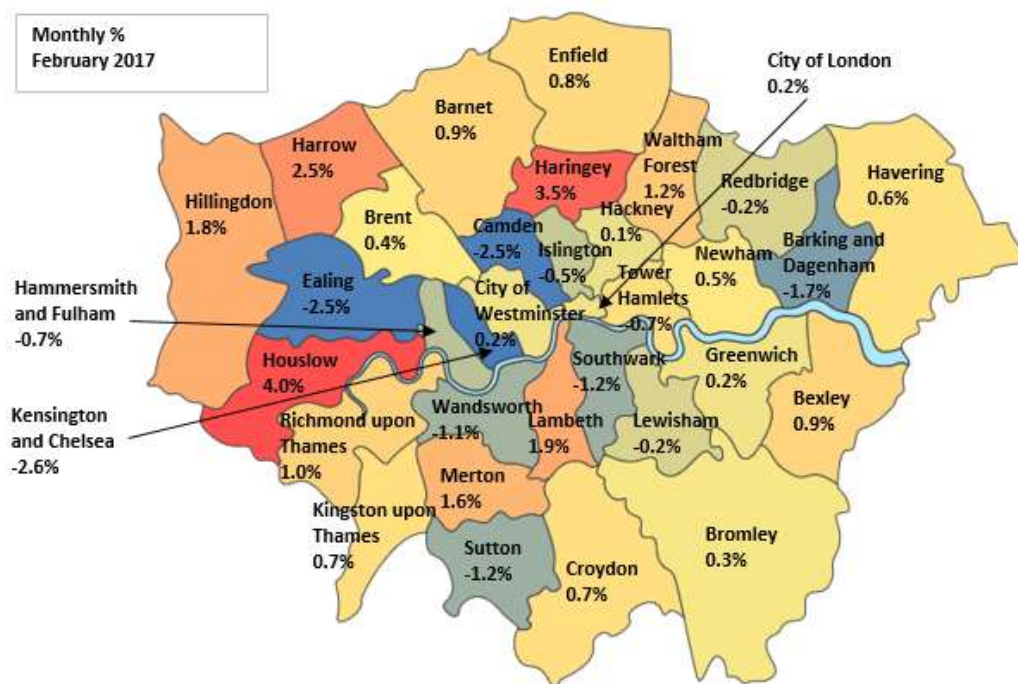 Monthly %
February 2017
City of London
0.2%
Enfield
0.8%
Barnet
0.9%
Harrow
2.5%
Haringey
3.5%
Waltham
Forest
1.2%
Redbridge
-0.2%
Havering
0.6%
Hillingdon
1.8%
Brent
0.4%
Camden
-2.5%
Islington
-0.5%
Hackney
0.1%
Newham
0.5%
Barking and
Dagenham
-1.7%
Ealing
-2.5%
City of
Westminster
0.2%
Tower
Hamlets
-0.7%
Hammersmith
and Fulham
-0.7%
Houslow
4.0%
Southwark
-1.2%
Greenwich
0.2%
Bexley
0.9%
Kensington
and Chelsea
-2.6%
Richmond upon
Thames
1.0%
Wandsworth
-1.1%
Lambeth
1.9%
Lewisham
-0.2%
Merton
1.6%
Kingston upon
Thames
0.7%
Sutton
-1.2%
Croydon
0.7%
Bromley
0.3%